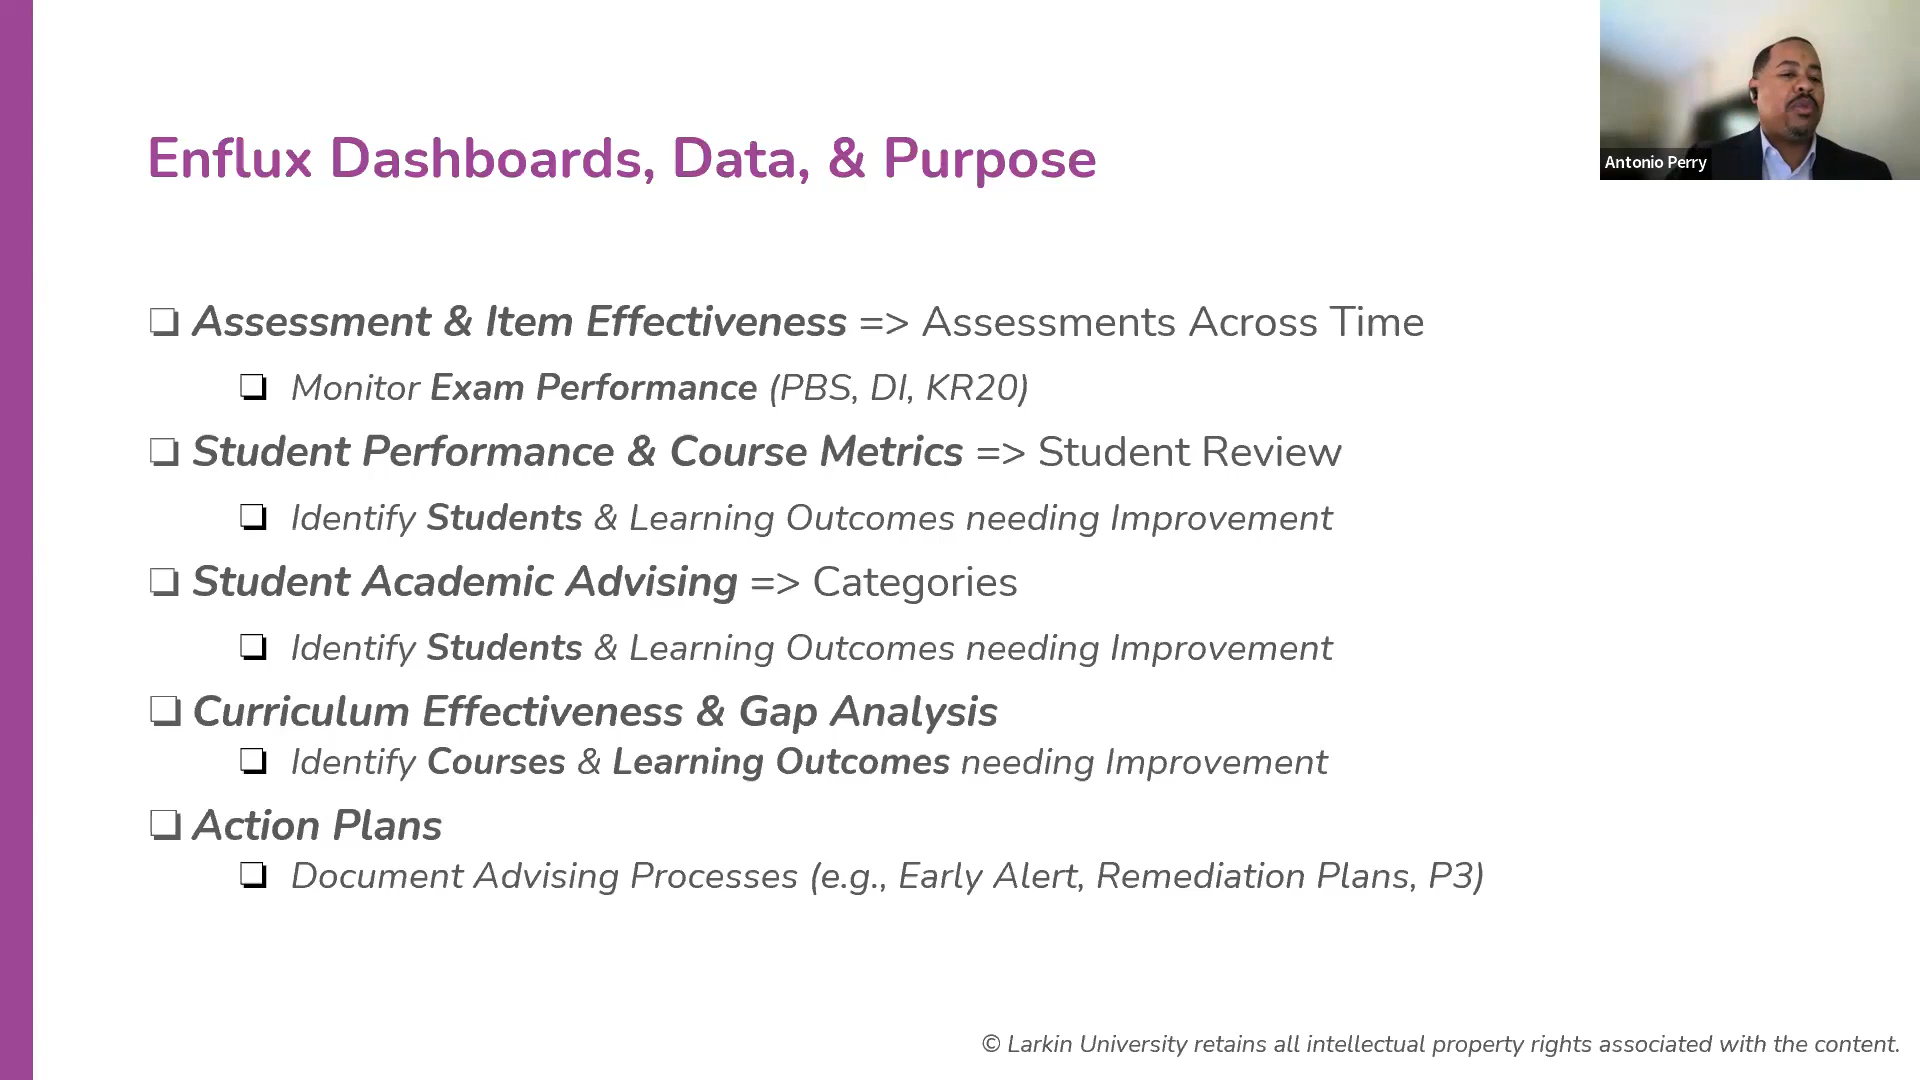 Enflux Dashboards, Data, & Purpose
Antonio Perry
❏ Assessment & Item Effectiveness => Assessments Across Time
❏ Monitor Exam Performance (PBS, DI, KR20)
❏ Student Performance & Course Metrics => Student Review
❏ Identify Students & Learning Outcomes needing Improvement
❏ Student Academic Advising => Categories
❏ Identify Students & Learning Outcomes needing Improvement
❏ Curriculum Effectiveness & Gap Analysis
❏ Identify Courses & Learning Outcomes needing Improvement
❏ Action Plans
❏ Document Advising Processes (e.g., Early Alert, Remediation Plans, P3)
© Larkin University retains all intellectual property rights associated with the content.